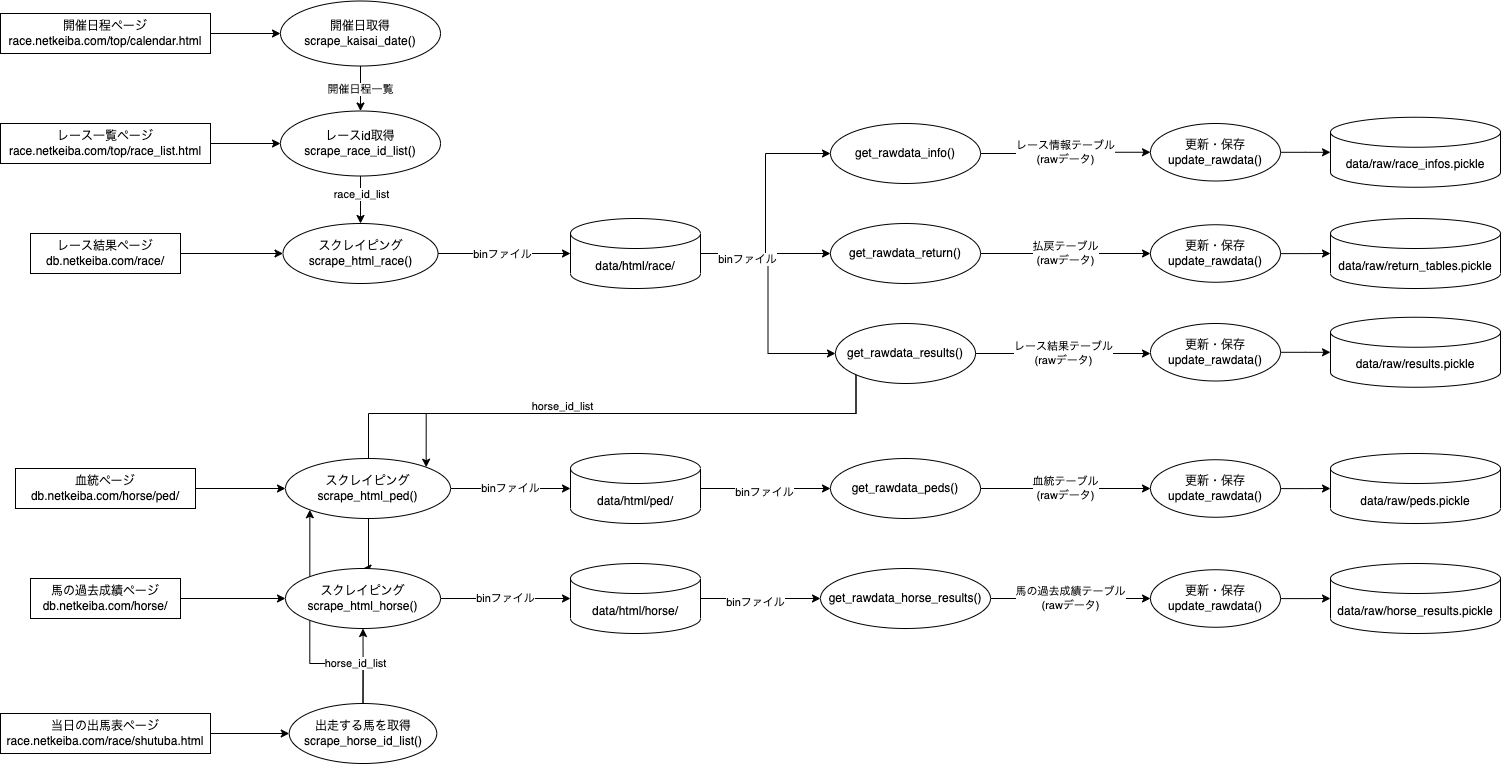 開催日程ページ
race.netkeiba.com/top/calendar.html
開催日取得
scrape_kaisai_date()
開催日程一覧
レース一覧ページ
race.netkeiba.com/top/race_list.html
レースid取得
scrape_race_id_list()
race_id_list
get_rawdata_info()
レース情報テーブル
(rawデータ)
更新・保存
update_rawdata()
data/raw/race_infos.pickle
レース結果ページ
db.netkeiba.com/race/
スクレイピング
scrape_html_race()
binファイル
data/html/race/
binファイル
get_rawdata_return()
払戻テーブル
(rawデータ)
更新・保存
update_rawdata()
data/raw/return_tables.pickle
get_rawdata_results()
レース結果テーブル
(rawデータ)
更新・保存
update_rawdata()
data/raw/results.pickle
horse_id_list
血統ページ
db.netkeiba.com/horse/ped/
スクレイピング
scrape_html_ped()
binファイル
data/html/ped/
binファイル
get_rawdata_peds()
血統テーブル
(rawデータ)
更新・保存
update_rawdata()
data/raw/peds.pickle
馬の過去成績ページ
db.netkeiba.com/horse/
スクレイピング
scrape_html_horse()
binファイル
data/html/horse/
binファイル
get_rawdata_horse_results()
馬の過去成績テーブル
(rawデータ)
更新・保存
update_rawdata()
data/raw/horse_results.pickle
horse_id_list
当日の出馬表ページ
race.netkeiba.com/race/shutuba.html
出走する馬を取得
scrape_horse_id_list()